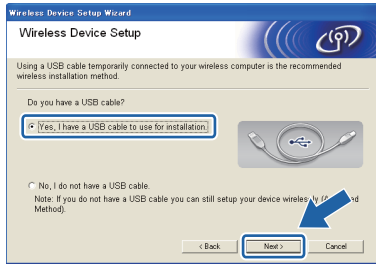 Wireless Device Setup Wizard
Wireless Device Setup
Using a USB cable temporarily connected to your wireless computer is the recommended
wireless installation method.
Do you have a USB cable?
Yes, I have a USB cable to use for installation.
No, I do not have a USB cable.
Note: If you do not have a USB cable you can still setup your device wirelessly
Method).
< Back
Next >
Cancel